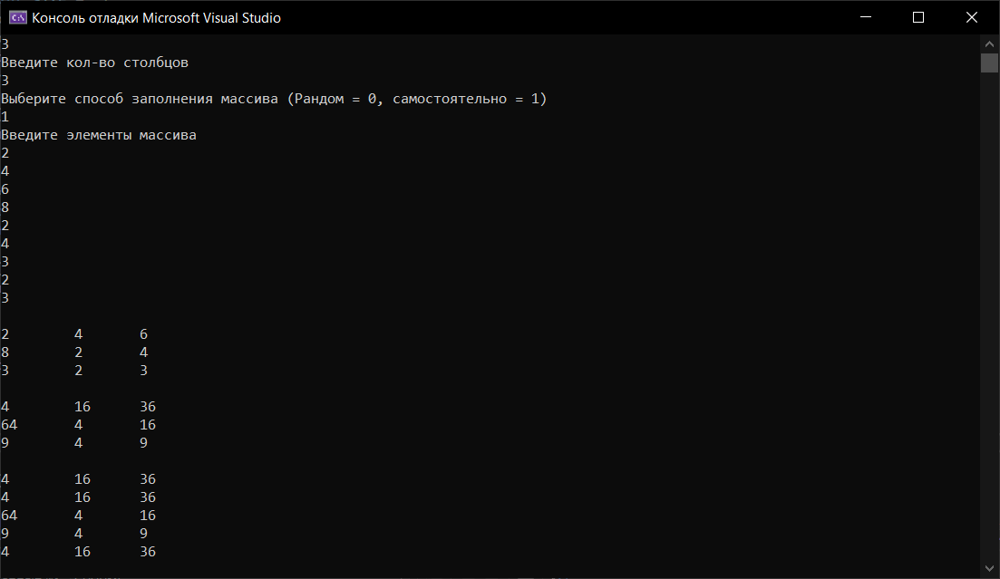 Консоль отладки Microsoft Visual Studio
3
Введите кол-во столбцов
3
Выберите способ заполнения массива (Рандом = 0, самостоятельно = 1)
1
Введите элементы массива
2
4
6
8
2
4
3
2
3
2 4 6
8 2 4
3 2 3
4 16 36
64 4 16
9 4 9
4 16 36
4 16 36
64 4 16
9 4 9
4 16 36